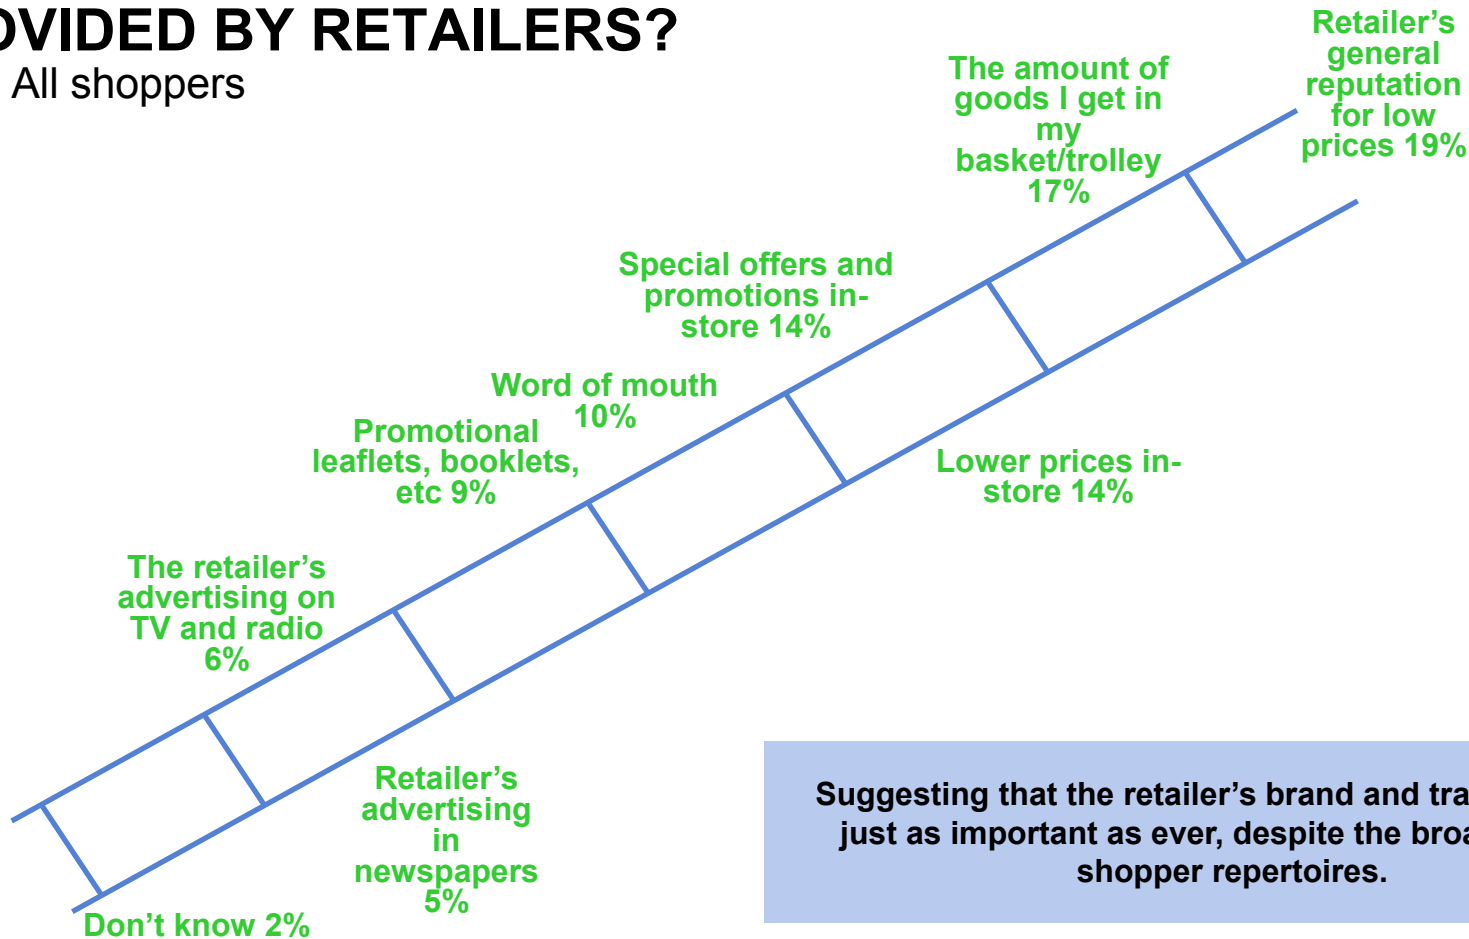 OVIDED BY RETAILERS?
All shoppers
Retailer’s
general
reputation
for low
prices 19%
The amount of
goods I get in
my
basket/trolley
17%
Special offers and
promotions in-
store 14%
Word of mouth
10%
Promotional
leaflets, booklets,
etc 9%
Lower prices in-
store 14%
The retailer’s
advertising on
TV and radio
6%
Retailer’s
advertising
in
newspapers
5%
Don’t know 2%
Suggesting that the retailer’s brand and tra
just as important as ever, despite the broa
shopper repertoires.